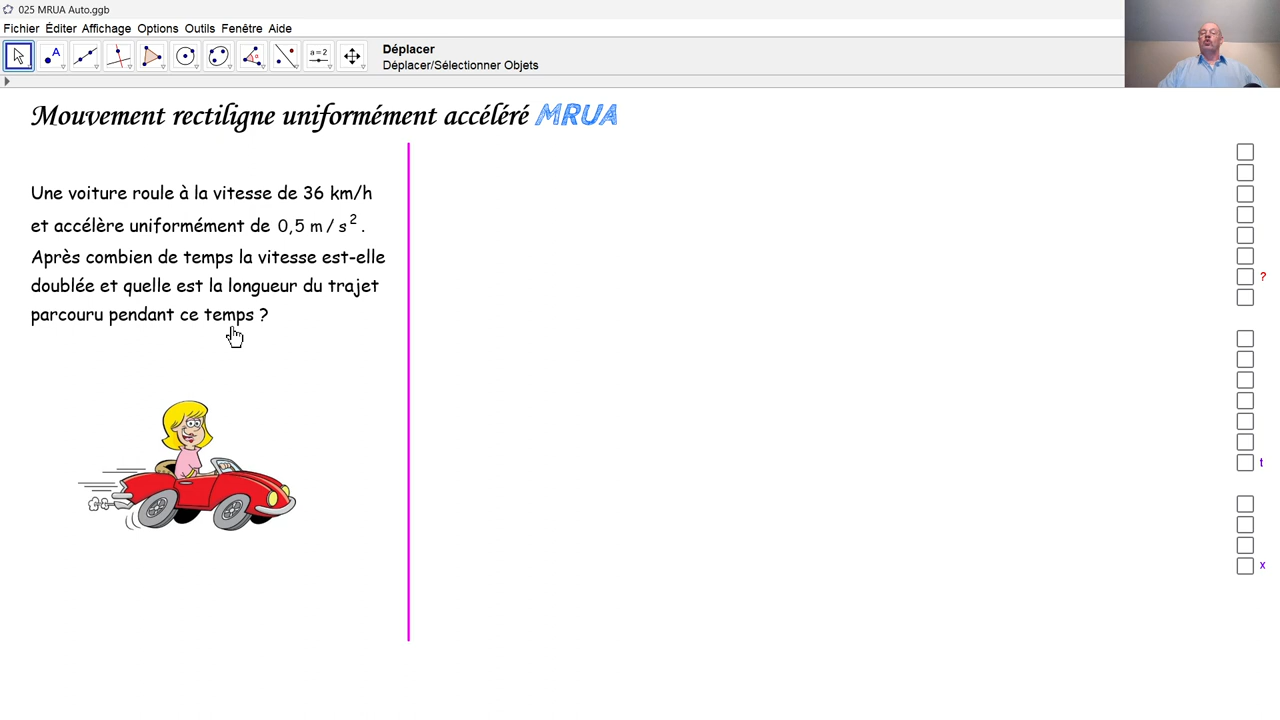 025 MRUA Auto.ggb
Fichier Éditer Affichage Options Outils Fenêtre Aide
A
a=2
Déplacer
Déplacer/Sélectionner Objets
Mouvement rectiligne uniformément accéléré MRUA
Une voiture roule à la vitesse de 36 km/h
et accélère uniformément de 0,5 m / s² .
Après combien de temps la vitesse est-elle
doublée et quelle est la longueur du trajet
parcouru pendant ce temps ?
?
t
x